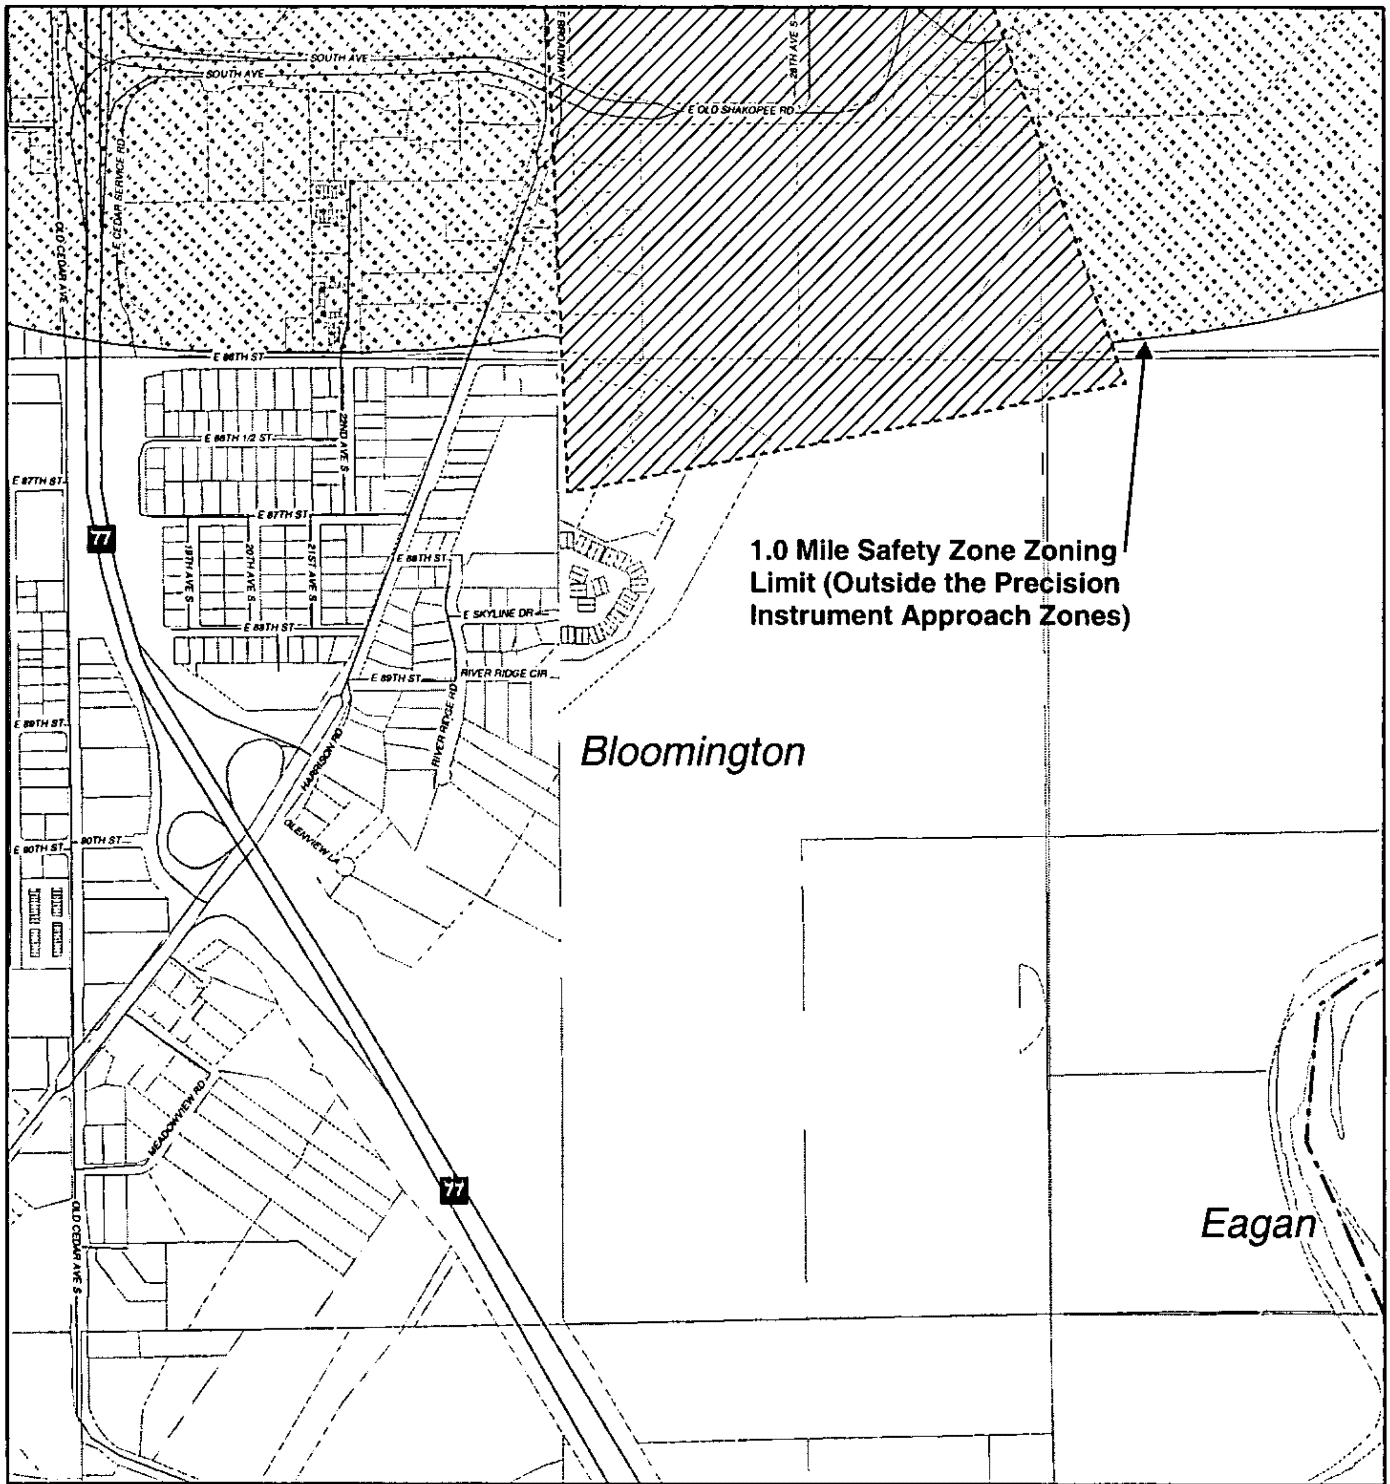 SOUTH AVE
SOUTH AVE
E BROADWAY
28TH AVE S
E OLD SHAKOPEE RD
E CEDAR SERVICE RD
OLD CEDAR AVE
E 86TH ST
22ND AVE S
E 86TH 1/2 ST
E 87TH ST
E 87TH ST
77
19TH AVE S
20TH AVE S
21ST AVE S
E 88TH ST
1.0 Mile Safety Zone Zoning
Limit (Outside the Precision
Instrument Approach Zones)
E SKYLINE DR
E 88TH ST
E 89TH ST
RIVER RIDGE CIR
RIVER RIDGE RD
E 89TH ST
HARRISON RD
Bloomington
GLENVIEW LA
E 90TH ST
90TH ST
MEADOWVIEW RD
77
OLD CEDAR AVE S
Eagan